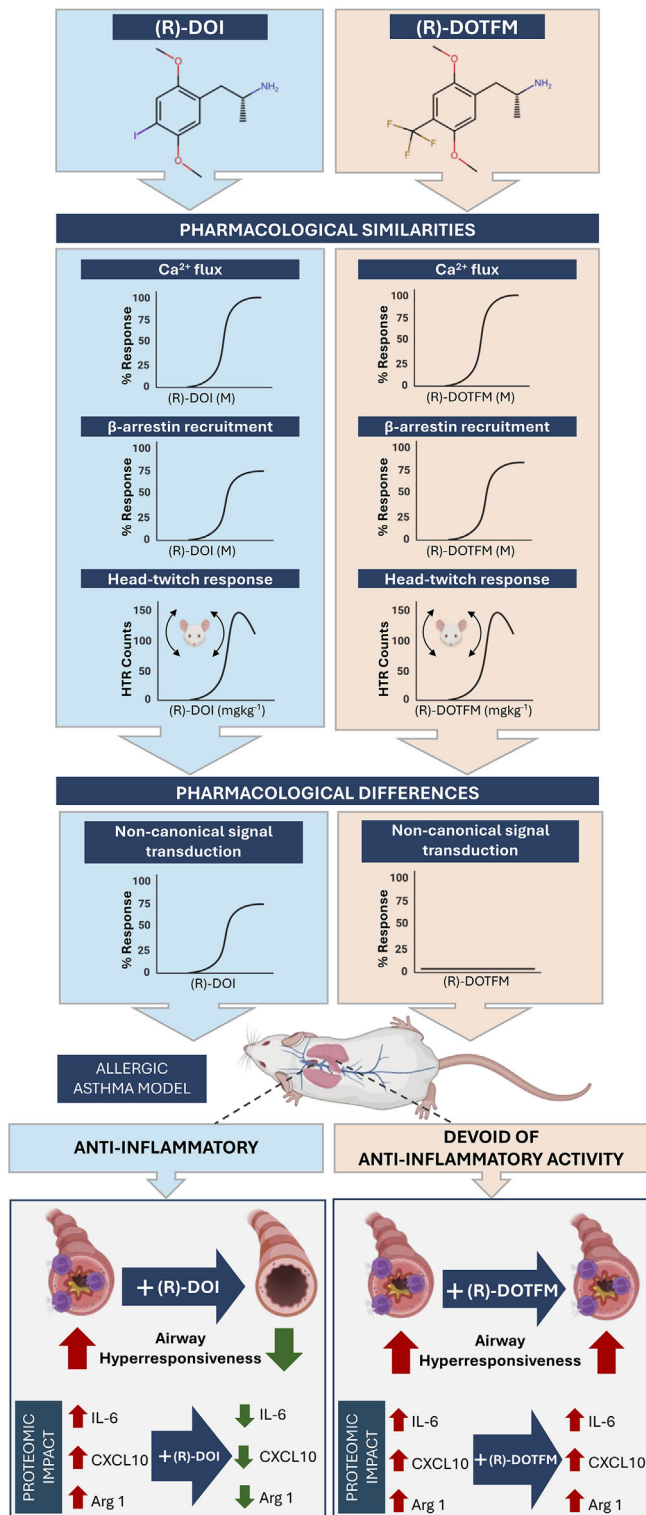 (R)-DOI
(R)-DOTFM
O
NH₂
I
O
O
NH₂
F
F
F
O
PHARMACOLOGICAL SIMILARITIES
Ca²⁺ flux
% Response
100
75
50
25
0
(R)-DOI (M)
Ca²⁺ flux
% Response
100
75
50
25
0
(R)-DOTFM (M)
β-arrestin recruitment
% Response
100
75
50
25
0
(R)-DOI (M)
β-arrestin recruitment
% Response
100
75
50
25
0
(R)-DOTFM (M)
Head-twitch response
HTR Counts
150
100
50
0
(R)-DOI (mgkg⁻¹)
Head-twitch response
HTR Counts
150
100
50
0
(R)-DOTFM (mgkg⁻¹)
PHARMACOLOGICAL DIFFERENCES
Non-canonical signal
transduction
% Response
100
75
50
25
0
(R)-DOI
Non-canonical signal
transduction
% Response
100
75
50
25
0
(R)-DOTFM
ALLERGIC
ASTHMA MODEL
ANTI-INFLAMMATORY
DEVOID OF
ANTI-INFLAMMATORY ACTIVITY
+ (R)-DOI
Airway
Hyperresponsiveness
PROTEOMIC
IMPACT
IL-6
CXCL10
Arg 1
+ (R)-DOI
IL-6
CXCL10
Arg 1
+ (R)-DOTFM
Airway
Hyperresponsiveness
PROTEOMIC
IMPACT
IL-6
CXCL10
Arg 1
+ (R)-DOTFM
IL-6
CXCL10
Arg 1